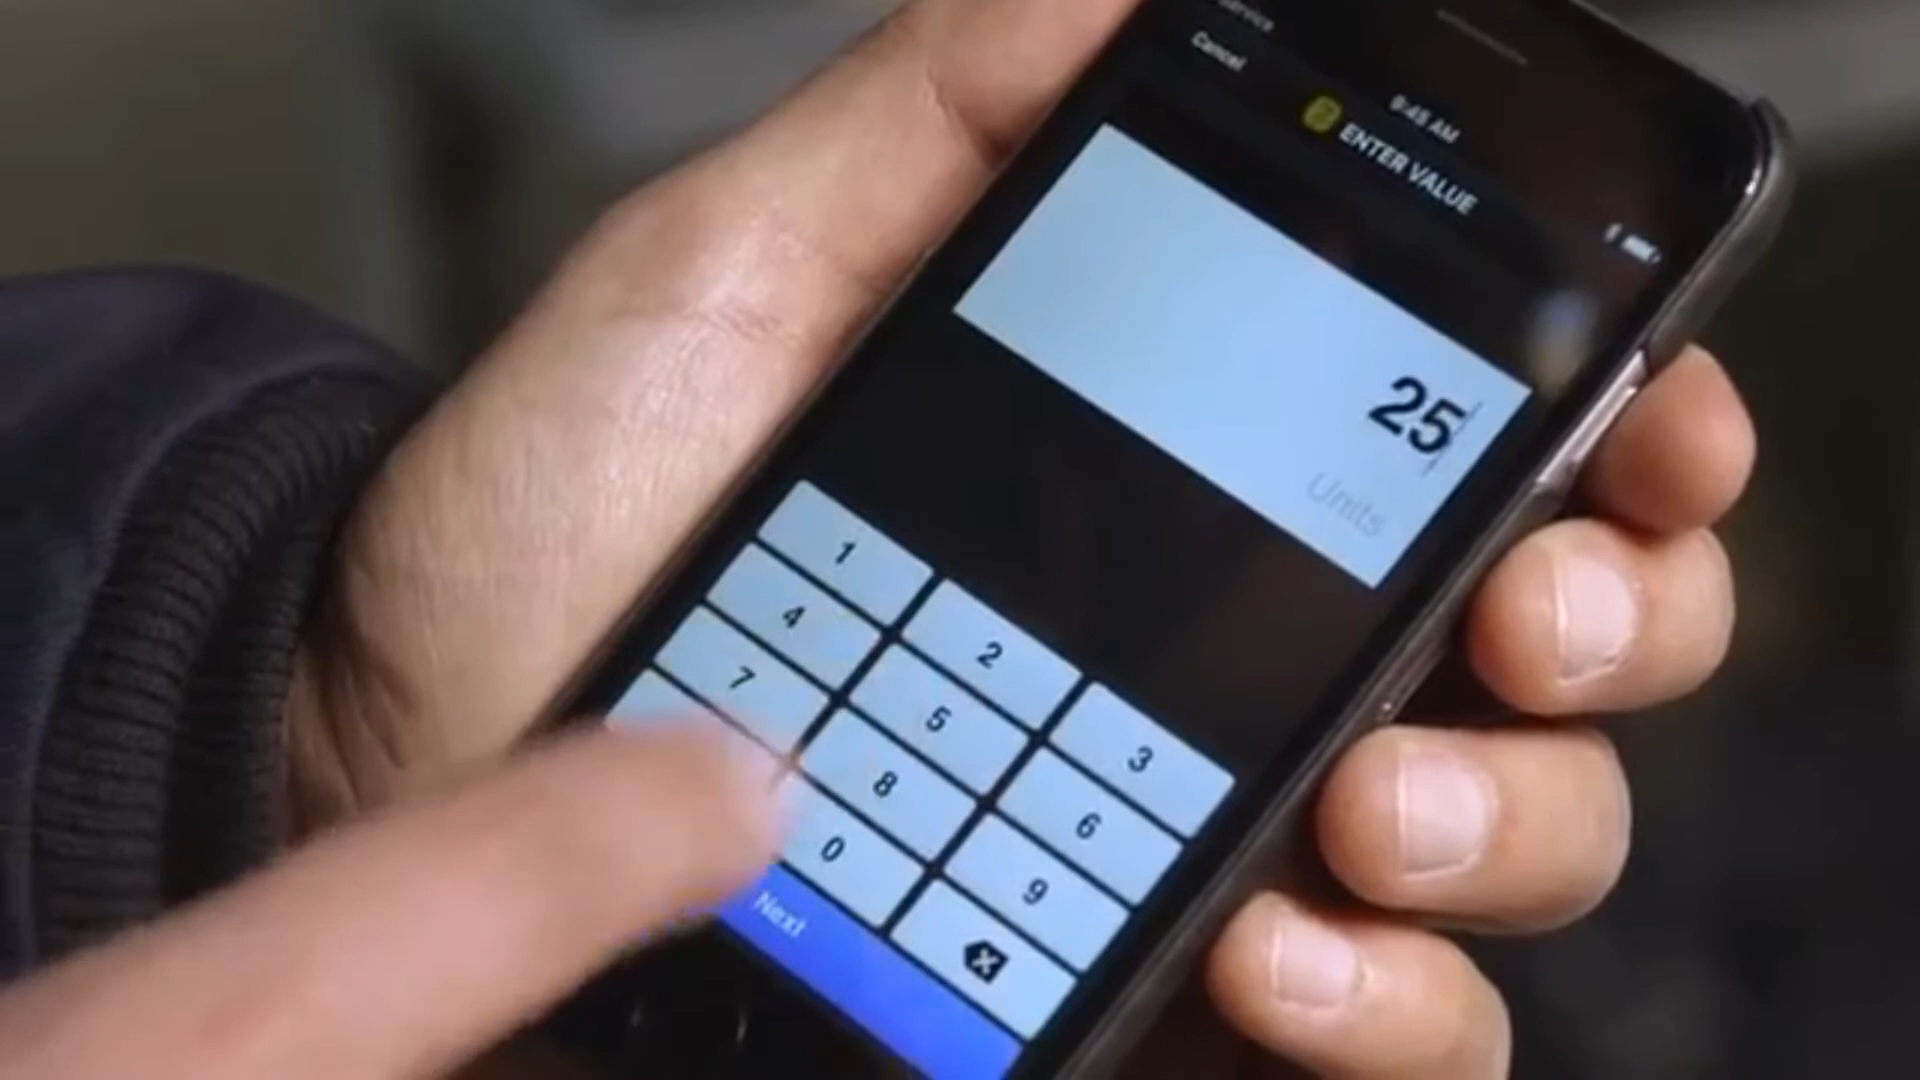 Service
Cancel
9:45 AM
ENTER VALUE
25
Units
1 2 3
4 5 6
7 8 9
0
Next